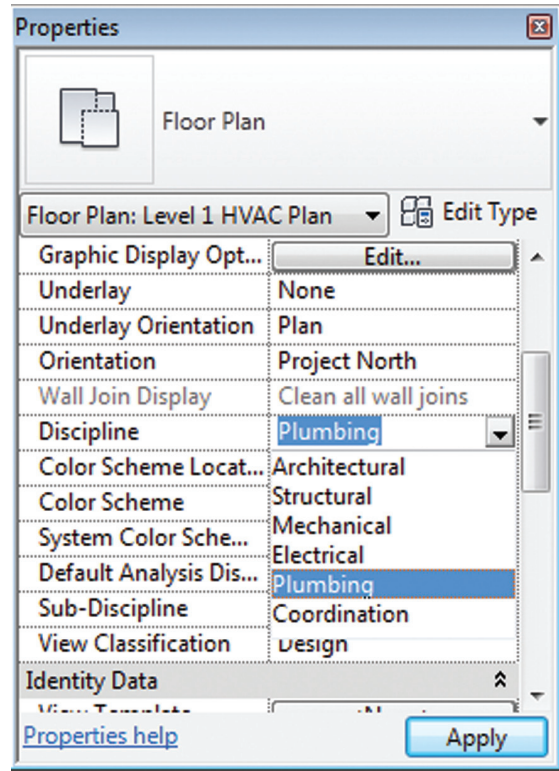 Properties
Floor Plan
Floor Plan: Level 1 HVAC Plan Edit Type
Graphic Display Opt... Edit...
Underlay None
Underlay Orientation Plan
Orientation Project North
Wall Join Display Clean all wall joins
Discipline Plumbing
Color Scheme Locat... Architectural
Color Scheme Structural
System Color Sche... Mechanical
Electrical
Default Analysis Dis... Plumbing
Sub-Discipline Coordination
View Classification Design
Identity Data
View Template
Properties help Apply